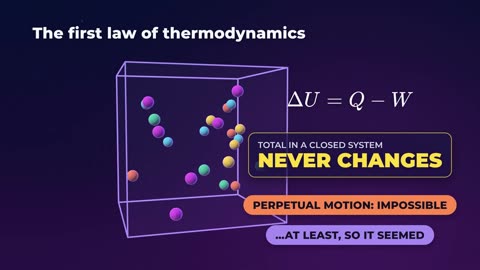 The first law of thermodynamics
ΔU = Q − W
TOTAL IN A CLOSED SYSTEM
NEVER CHANGES
PERPETUAL MOTION: IMPOSSIBLE
...AT LEAST, SO IT SEEMED